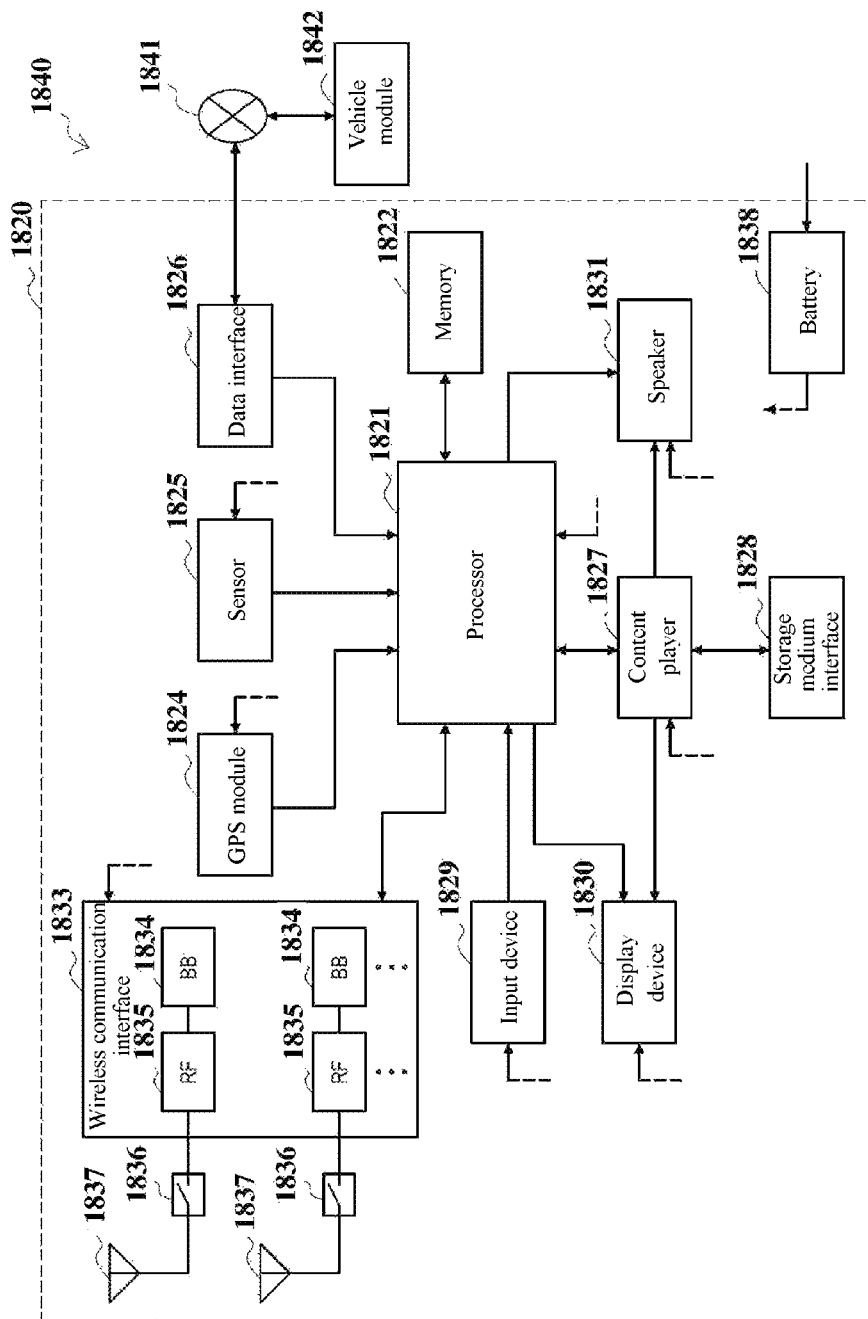 1840
1841
1842
Vehicle
module
1820
1826
Data interface
1822
Memory
1831
Speaker
1838
Battery
1825
Sensor
1821
Processor
1827
Content
player
1828
Storage
medium
interface
1824
GPS module
1833
Wireless communication
interface
1834
BB
1835
RF
1834
BB
1835
RF
1829
Input device
1830
Display
device
1836
1837
1836
1837